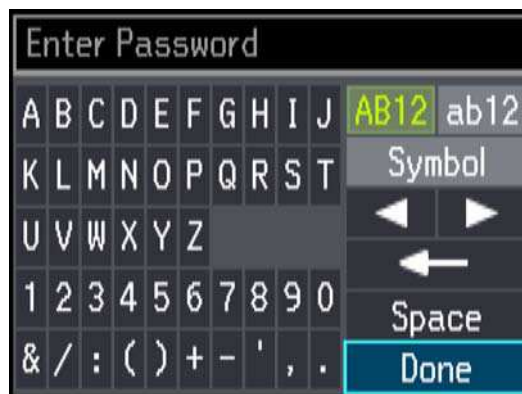 Enter Password
A B C D E F G H I J AB12 ab12
K L M N O P Q R S T Symbol
U V W X Y Z
1 2 3 4 5 6 7 8 9 0 Space
& / : ( ) + - ' , . Done